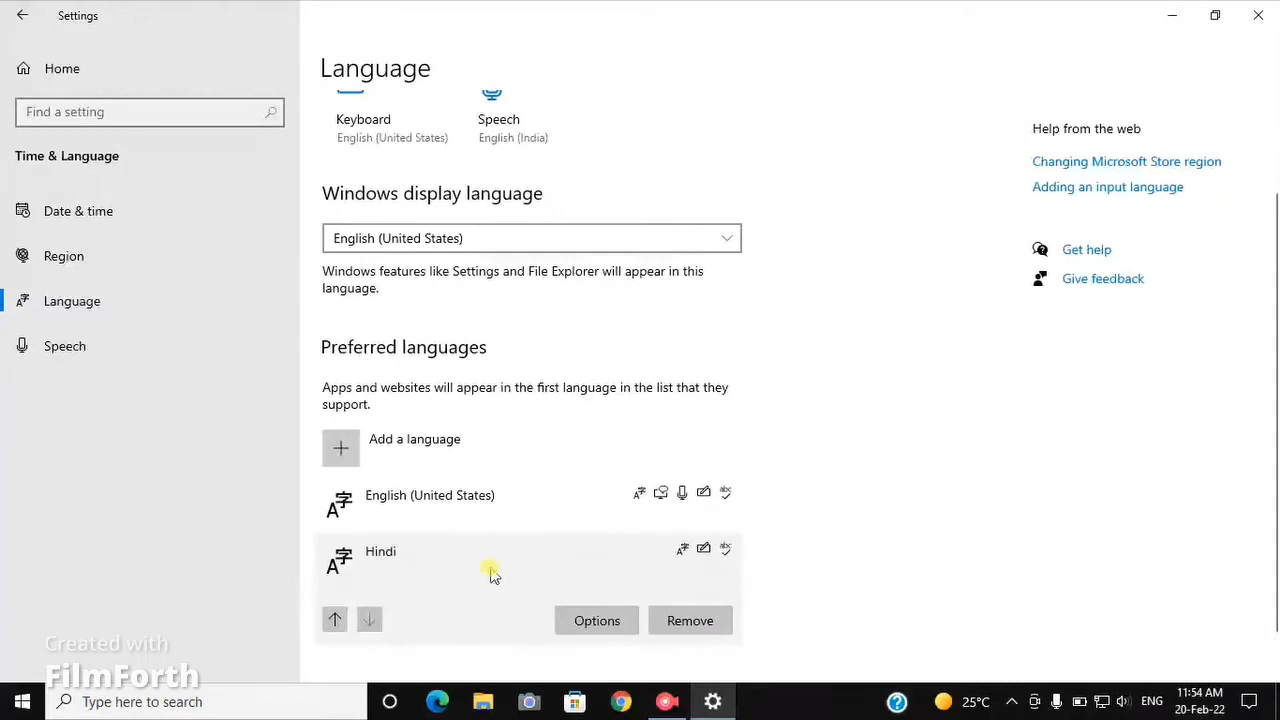 Settings
Home
Find a setting
Time & Language
Date & time
Region
Language
Speech
Language
Keyboard
English (United States)
Speech
English (India)
Windows display language
English (United States)
Windows features like Settings and File Explorer will appear in this
language.
Preferred languages
Apps and websites will appear in the first language in the list that they
support.
Add a language
English (United States)
Hindi
Options
Remove
Help from the web
Changing Microsoft Store region
Adding an input language
Get help
Give feedback
Created with
FilmForth
Type here to search
25°C
ENG
11:54 AM
20-Feb-22